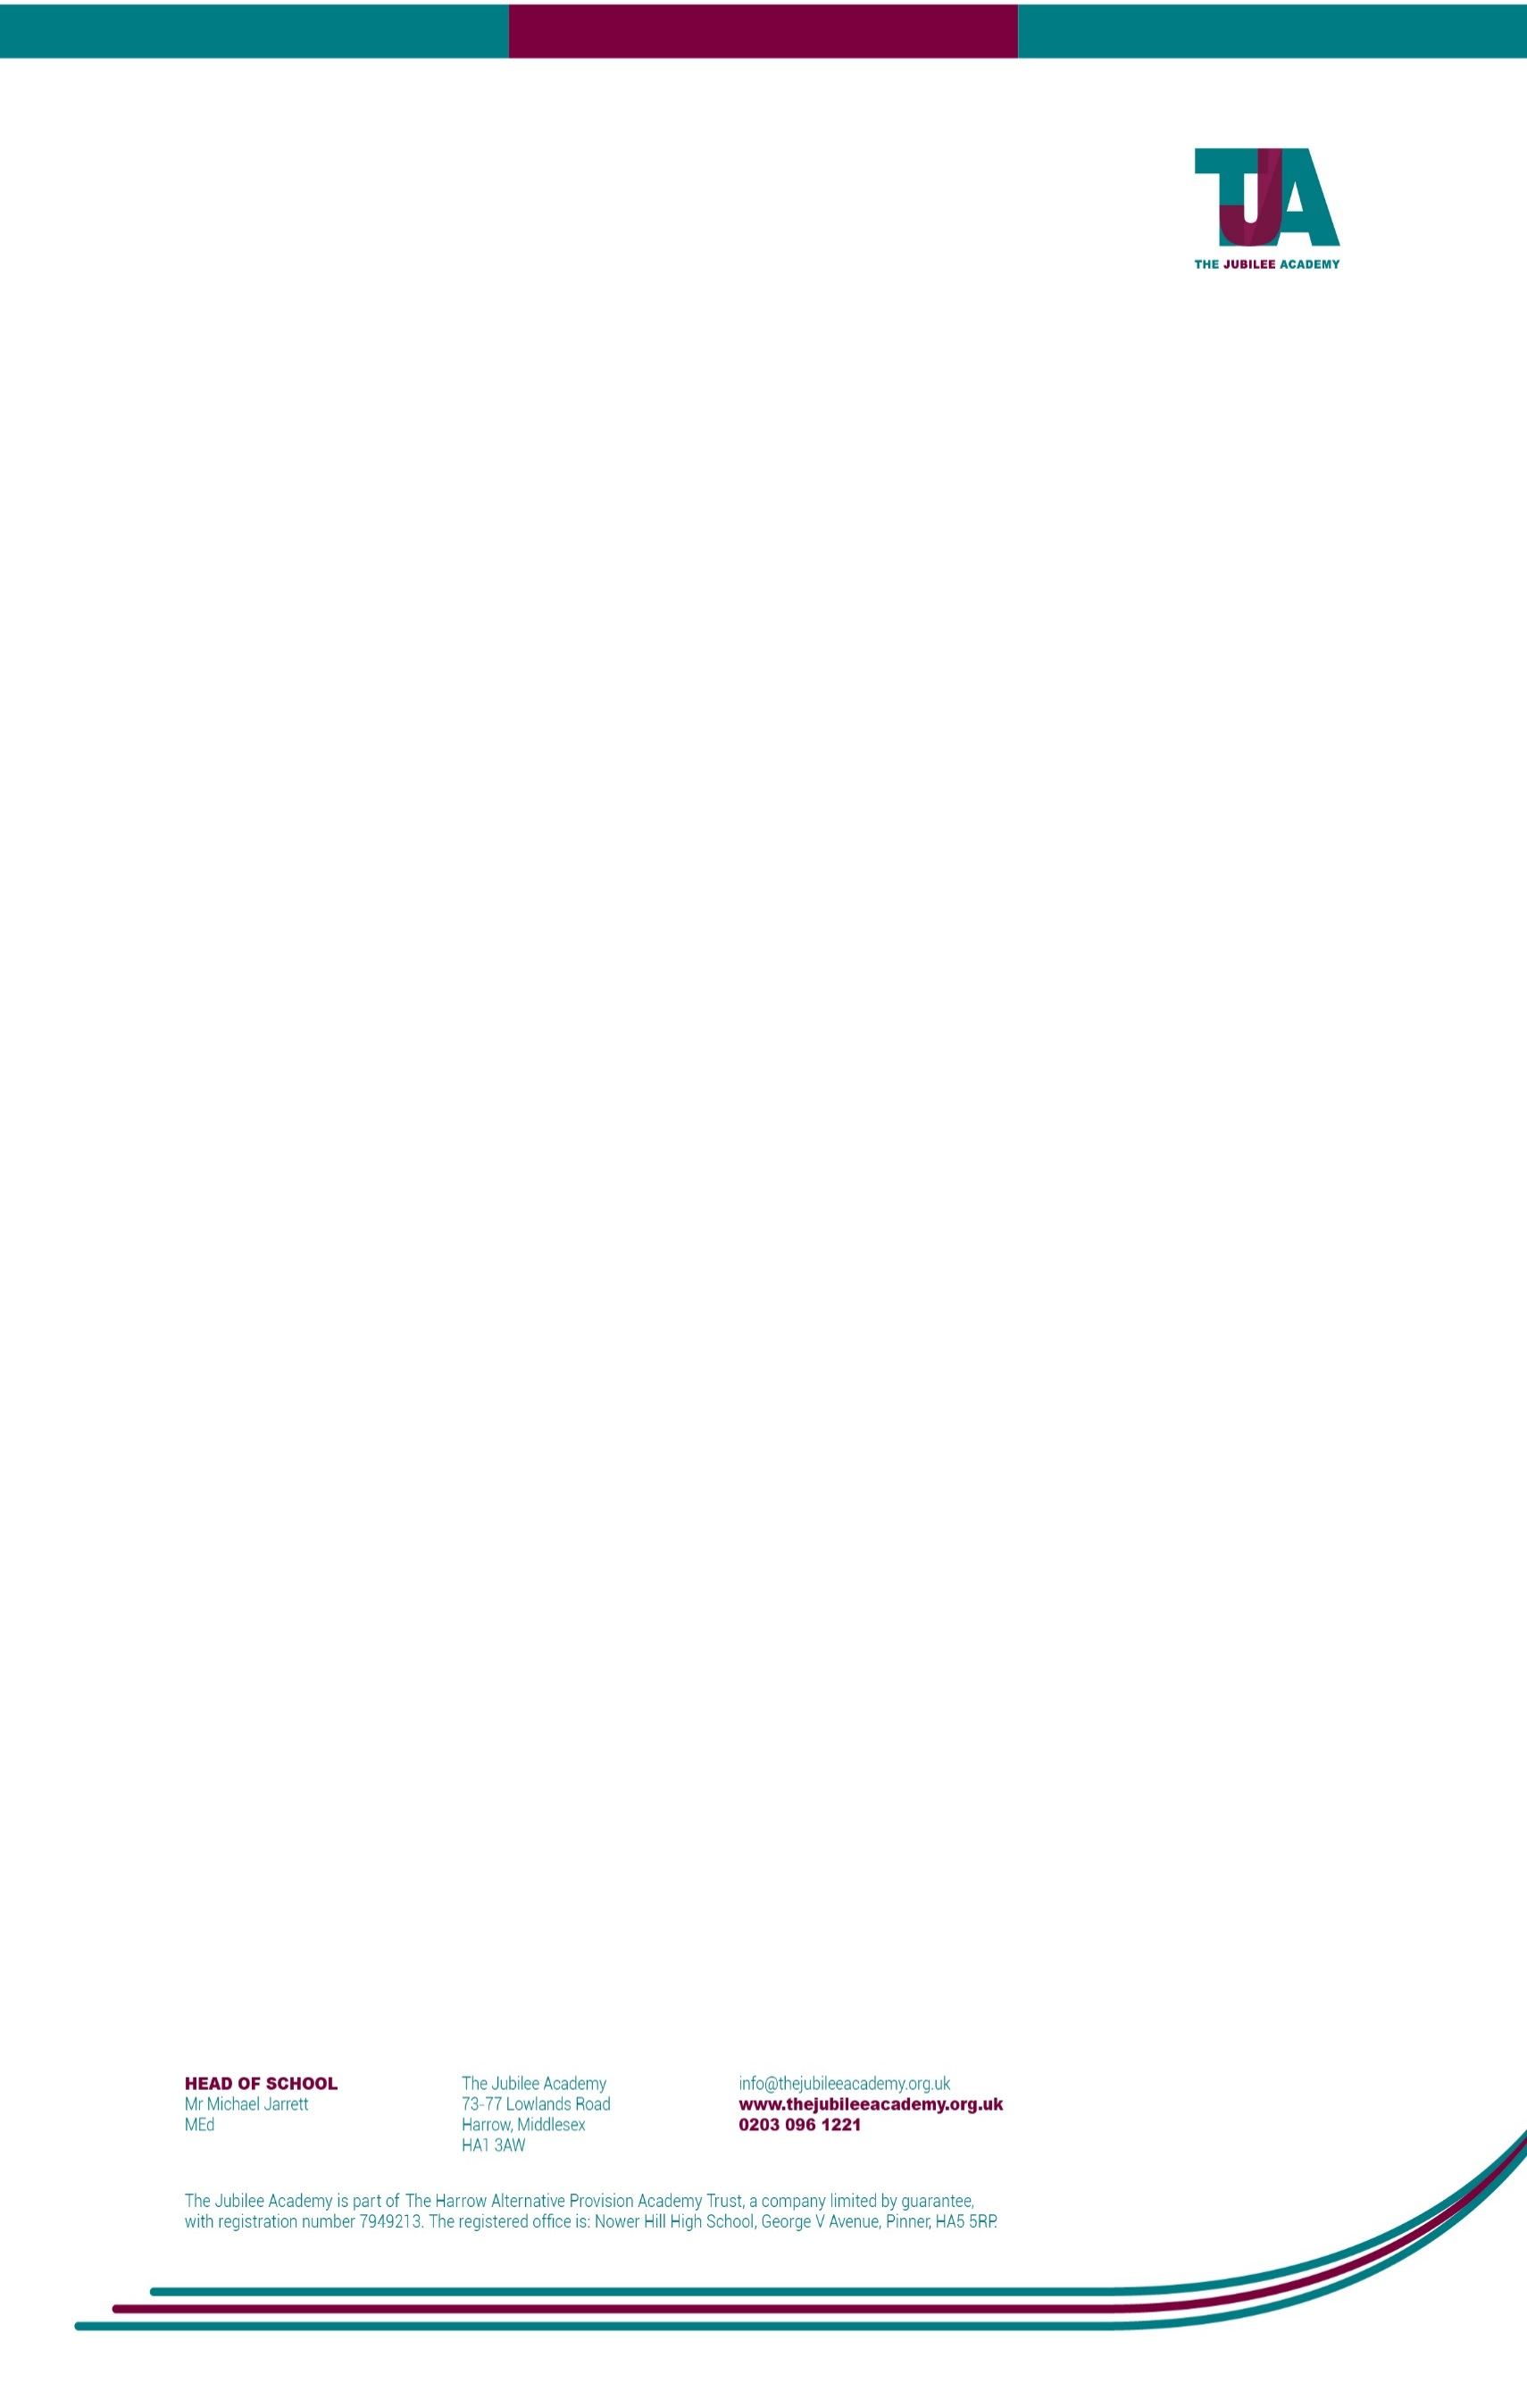 TJA
THE JUBILEE ACADEMY
HEAD OF SCHOOL
Mr Michael Jarrett
MEd
The Jubilee Academy
73-77 Lowlands Road
Harrow, Middlesex
HA1 3AW
info@thejubileeacademy.org.uk
www.thejubileeacademy.org.uk
0203 096 1221
The Jubilee Academy is part of The Harrow Alternative Provision Academy Trust, a company limited by guarantee,
with registration number 7949213. The registered office is: Nower Hill High School, George V Avenue, Pinner, HA5 5RP.